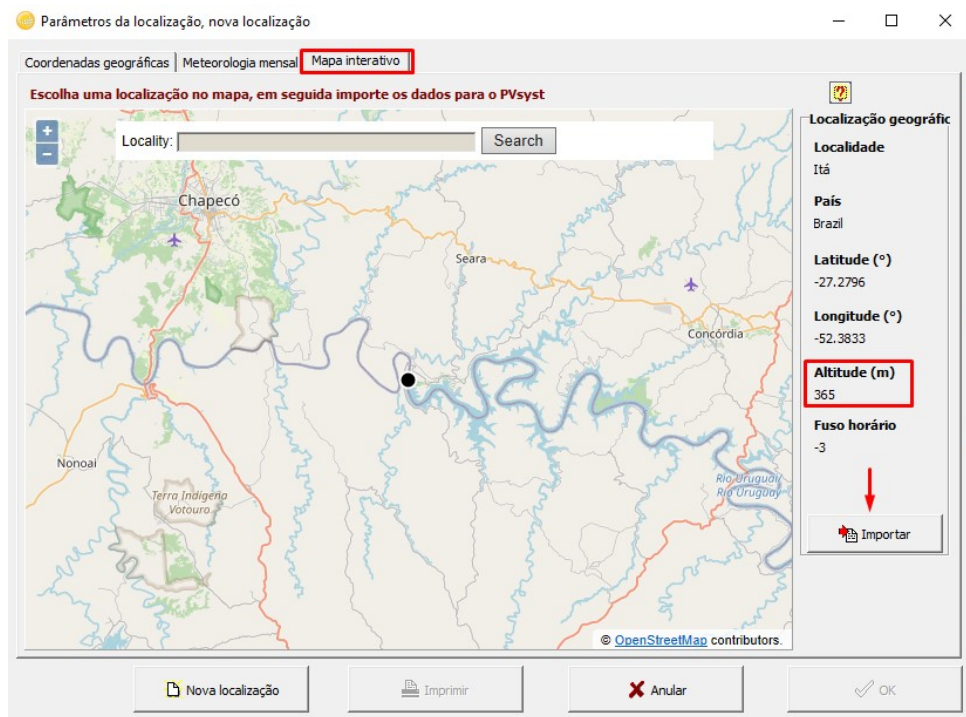 Parâmetros da localização, nova localização
Coordenadas geográficas
Meteorologia mensal
Mapa interativo
Escolha uma localização no mapa, em seguida importe os dados para o PVsyst
+
-
Locality:
Search
Chapecó
Seara
Concórdia
Nonoai
Terra Indígena
Votouro
Rio Uruguai/
Rio Uruguay
© OpenStreetMap contributors.
Localização geográfic
Localidade
Itá
País
Brazil
Latitude (°)
-27.2796
Longitude (°)
-52.3833
Altitude (m)
365
Fuso horário
-3
Importar
Nova localização
Imprimir
Anular
OK